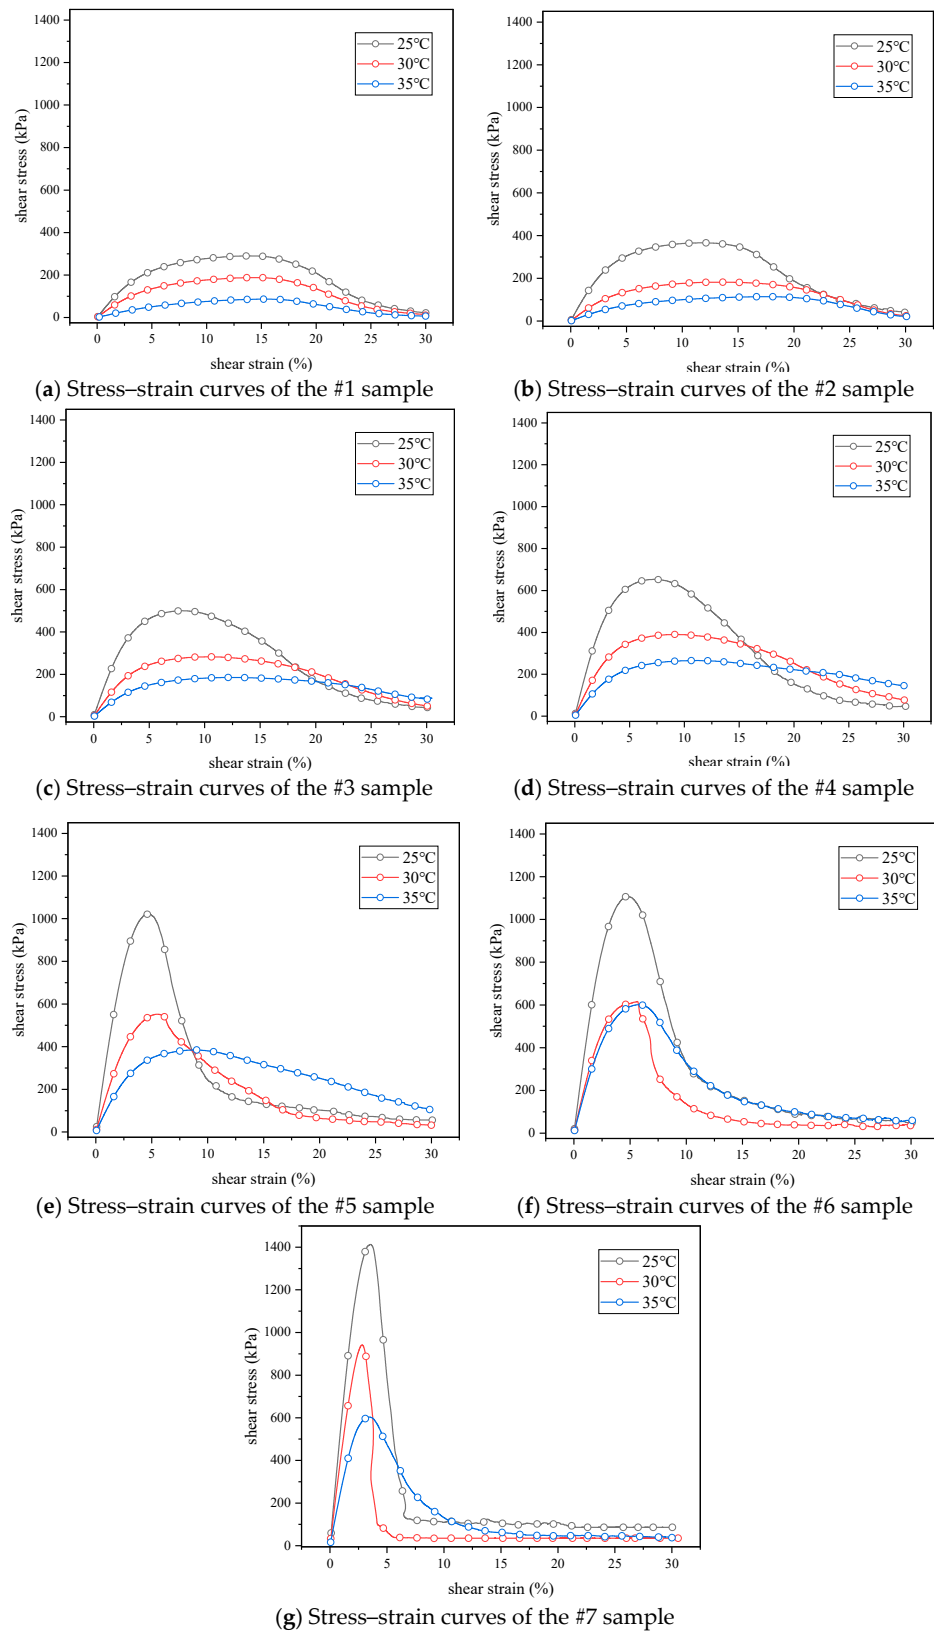 1400
1200
1000
800
600
400
200
0
shear stress (kPa)
25℃
30℃
35℃
0 5 10 15 20 25 30
shear strain (%)
(a) Stress–strain curves of the #1 sample
1400
1200
1000
800
600
400
200
0
shear stress (kPa)
25℃
30℃
35℃
0 5 10 15 20 25 30
shear strain (%)
(b) Stress–strain curves of the #2 sample
1400
1200
1000
800
600
400
200
0
shear stress (kPa)
25℃
30℃
35℃
0 5 10 15 20 25 30
shear strain (%)
(c) Stress–strain curves of the #3 sample
1400
1200
1000
800
600
400
200
0
shear stress (kPa)
25℃
30℃
35℃
0 5 10 15 20 25 30
shear strain (%)
(d) Stress–strain curves of the #4 sample
1400
1200
1000
800
600
400
200
0
shear stress (kPa)
25℃
30℃
35℃
0 5 10 15 20 25 30
shear strain (%)
(e) Stress–strain curves of the #5 sample
1400
1200
1000
800
600
400
200
0
shear stress (kPa)
25℃
30℃
35℃
0 5 10 15 20 25 30
shear strain (%)
(f) Stress–strain curves of the #6 sample
1400
1200
1000
800
600
400
200
0
shear stress (kPa)
25℃
30℃
35℃
0 5 10 15 20 25 30
shear strain (%)
(g) Stress–strain curves of the #7 sample